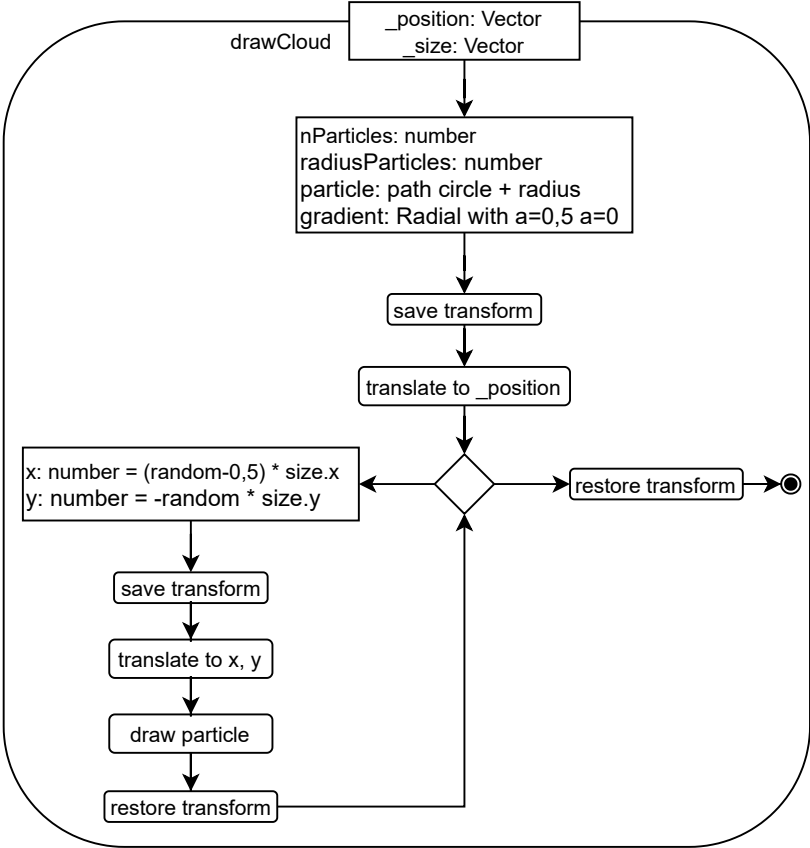 _position: Vector
_size: Vector
drawCloud
nParticles: number
radiusParticles: number
particle: path circle + radius
gradient: Radial with a=0,5 a=0
save transform
translate to _position
x: number = (random-0,5) * size.x
y: number = -random * size.y
restore transform
save transform
translate to x, y
draw particle
restore transform